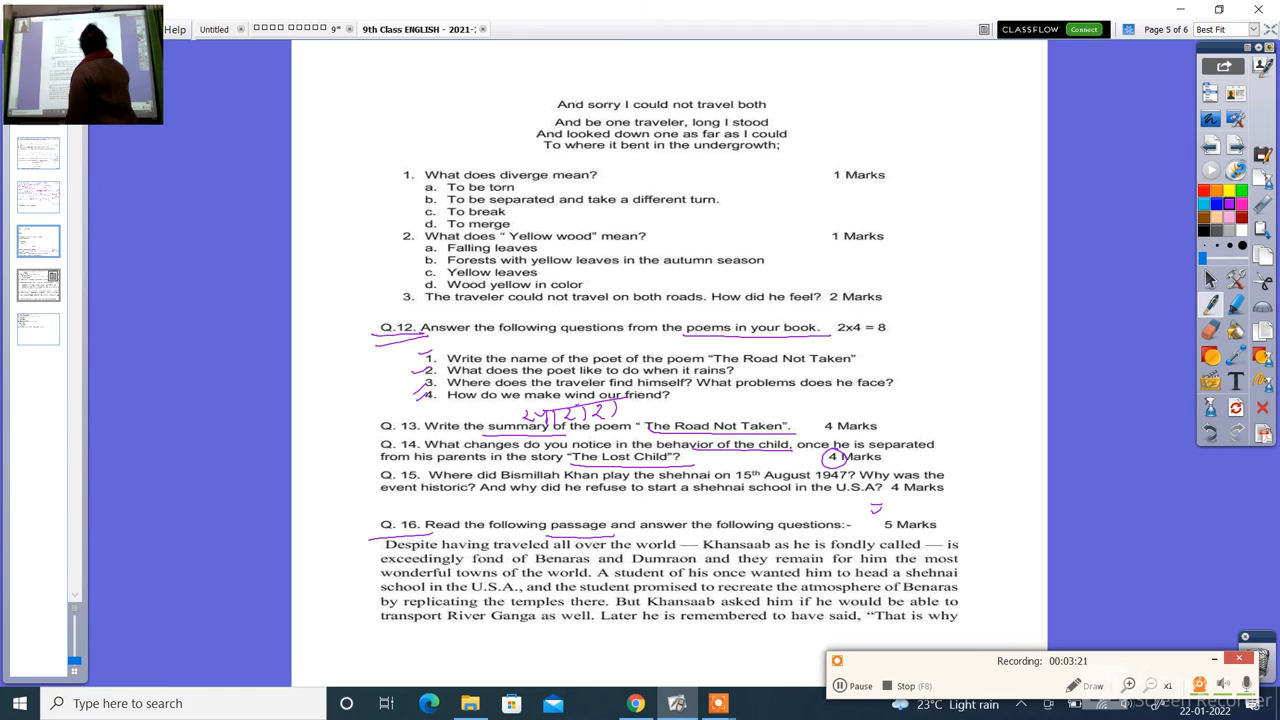 Help
Untitled
9th Class ENGLISH - 2021-
CLASSFLOW Connect
Page 5 of 6
Best Fit
And sorry I could not travel both
And be one traveler, long I stood
And looked down one as far as I could
To where it bent in the undergrowth;
1. What does diverge mean? 1 Marks
a. To be torn
b. To be separated and take a different turn.
c. To break
d. To merge
2. What does “ Yellow wood” mean? 1 Marks
a. Falling leaves
b. Forests with yellow leaves in the autumn season
c. Yellow leaves
d. Wood yellow in color
3. The traveler could not travel on both roads. How did he feel? 2 Marks
Q.12. Answer the following questions from the poems in your book. 2x4 = 8
1. Write the name of the poet of the poem “The Road Not Taken”
2. What does the poet like to do when it rains?
3. Where does the traveler find himself? What problems does he face?
4. How do we make wind our friend?
Q. 13. Write the summary of the poem “ The Road Not Taken”. 4 Marks
Q. 14. What changes do you notice in the behavior of the child, once he is separated
from his parents in the story “The Lost Child”? 4 Marks
Q. 15. Where did Bismillah Khan play the shehnai on 15th August 1947? Why was the
event historic? And why did he refuse to start a shehnai school in the U.S.A? 4 Marks
Q. 16. Read the following passage and answer the following questions:- 5 Marks
Despite having traveled all over the world — Khansaab as he is fondly called — is
exceedingly fond of Benaras and Dumraon and they remain for him the most
wonderful towns of the world. A student of his once wanted him to head a shehnai
school in the U.S.A., and the student promised to recreate the atmosphere of Benaras
by replicating the temples there. But Khansaab asked him if he would be able to
transport River Ganga as well. Later he is remembered to have said, “That is why
Recording: 00:03:21
Pause Stop (F8) Draw x1
Type here to search
23°C Light rain
22-01-2022